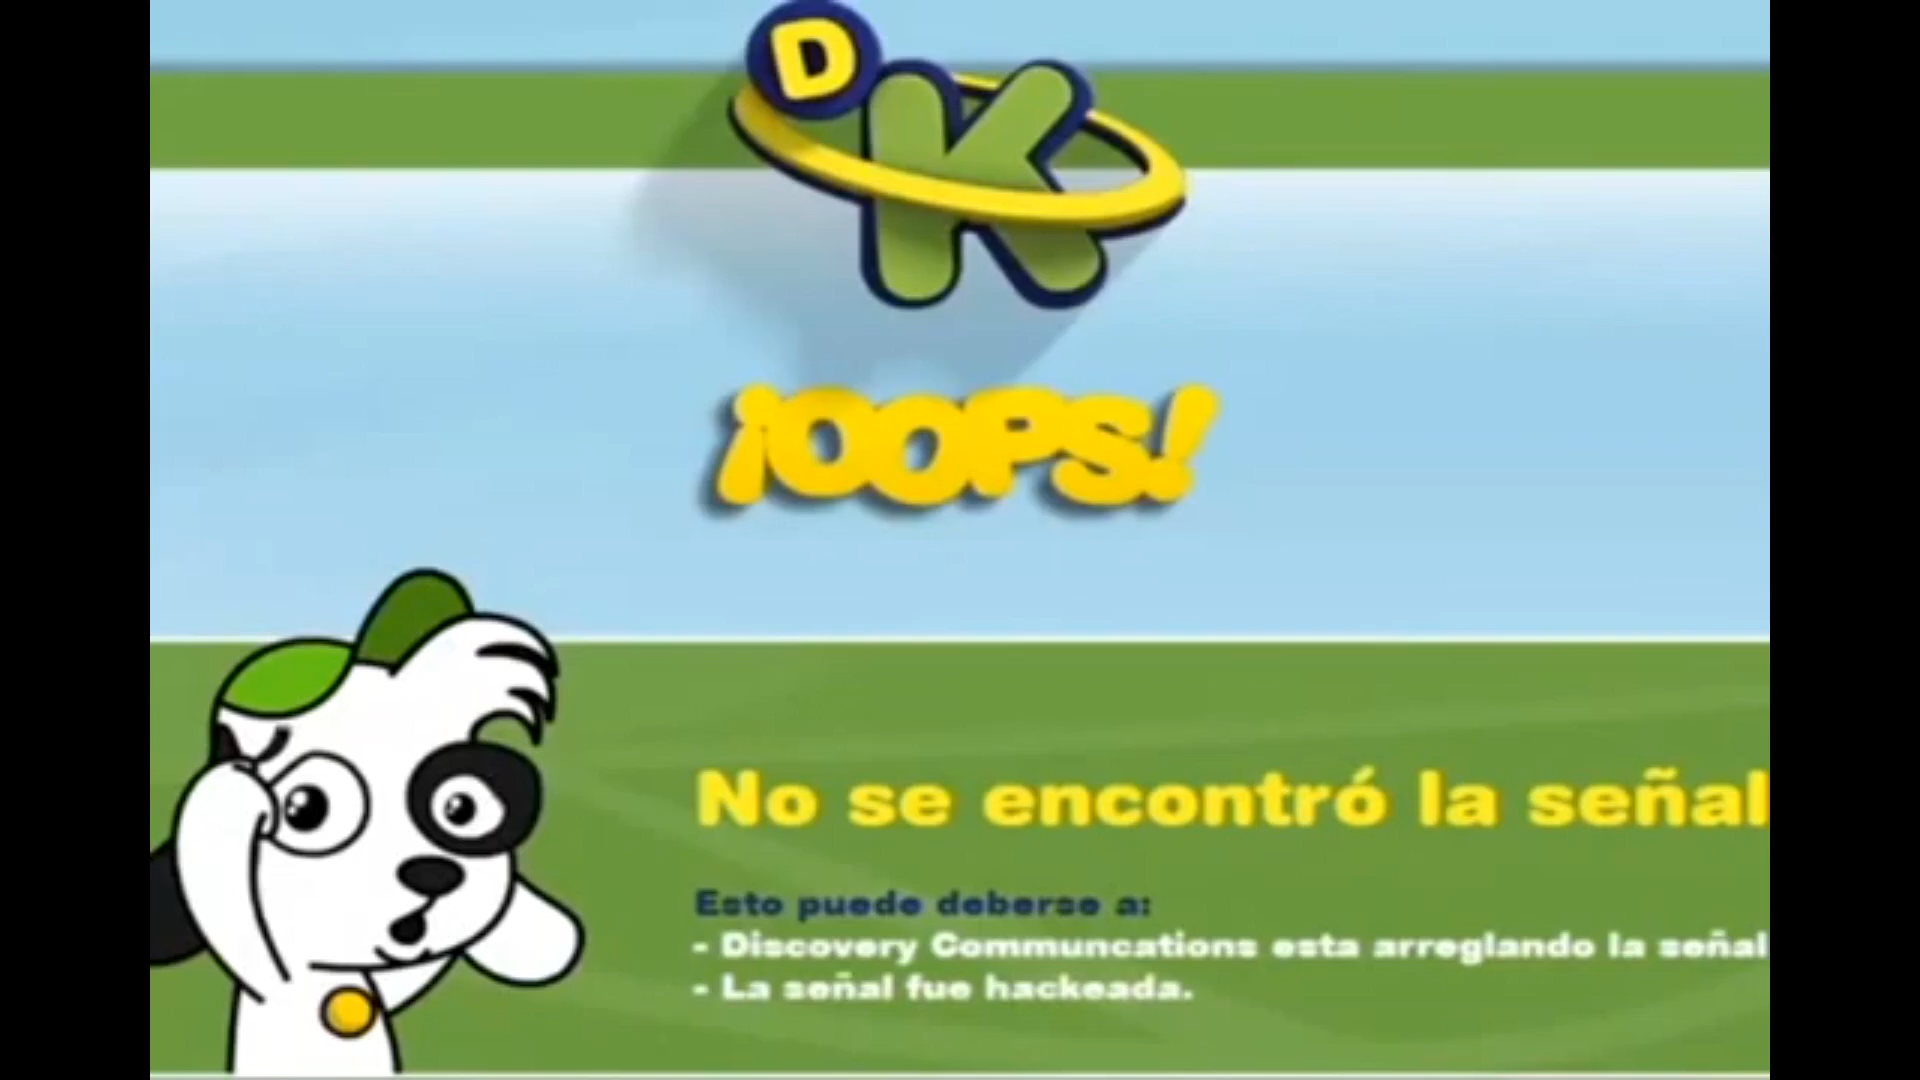 DK
¡OOPS!
No se encontró la señal
Esto puede deberse a:
- Discovery Communcations esta arreglando la señal
- La señal fue hackeada.